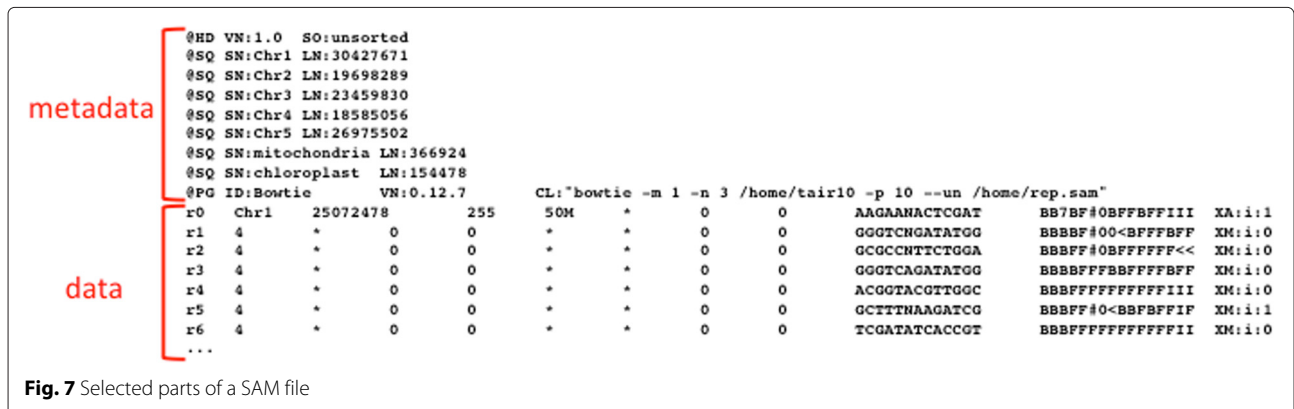 @HD VN:1.0 SO:unsorted
@SQ SN:Chr1 LN:30427671
@SQ SN:Chr2 LN:19698289
@SQ SN:Chr3 LN:23459830
metadata
@SQ SN:Chr4 LN:18585056
@SQ SN:Chr5 LN:26975502
@SQ SN:mitochondria LN:366924
@SQ SN:chloroplast LN:154478
@PG ID:Bowtie VN:0.12.7 CL:"bowtie -m 1 -n 3 /home/tair10 -p 10 --un /home/rep.sam"
r0 Chr1 25072478 255 50M * 0 0 AAGAANACTCGAT BB7BF#0BFFBFFIII XA:i:1
r1 4 * 0 0 * * 0 0 GGGTCNGATATGG BBBBF#00<BFFFBFF XM:i:0
r2 4 * 0 0 * * 0 0 GCGCCNTTCTGGA BBBFF#0BFFFFFF<< XM:i:0
r3 4 * 0 0 * * 0 0 GGGTCAGATATGG BBBBFFFBBFFFFBFF XM:i:0
data
r4 4 * 0 0 * * 0 0 ACGGTACGTTGGC BBBFFFFFFFFFFIII XM:i:0
r5 4 * 0 0 * * 0 0 GCTTTNAAGATCG BBBFF#0<BBFBFFIF XM:i:1
r6 4 * 0 0 * * 0 0 TCGATATCACCGT BBBFFFFFFFFFFFII XM:i:0
...
Fig. 7 Selected parts of a SAM file